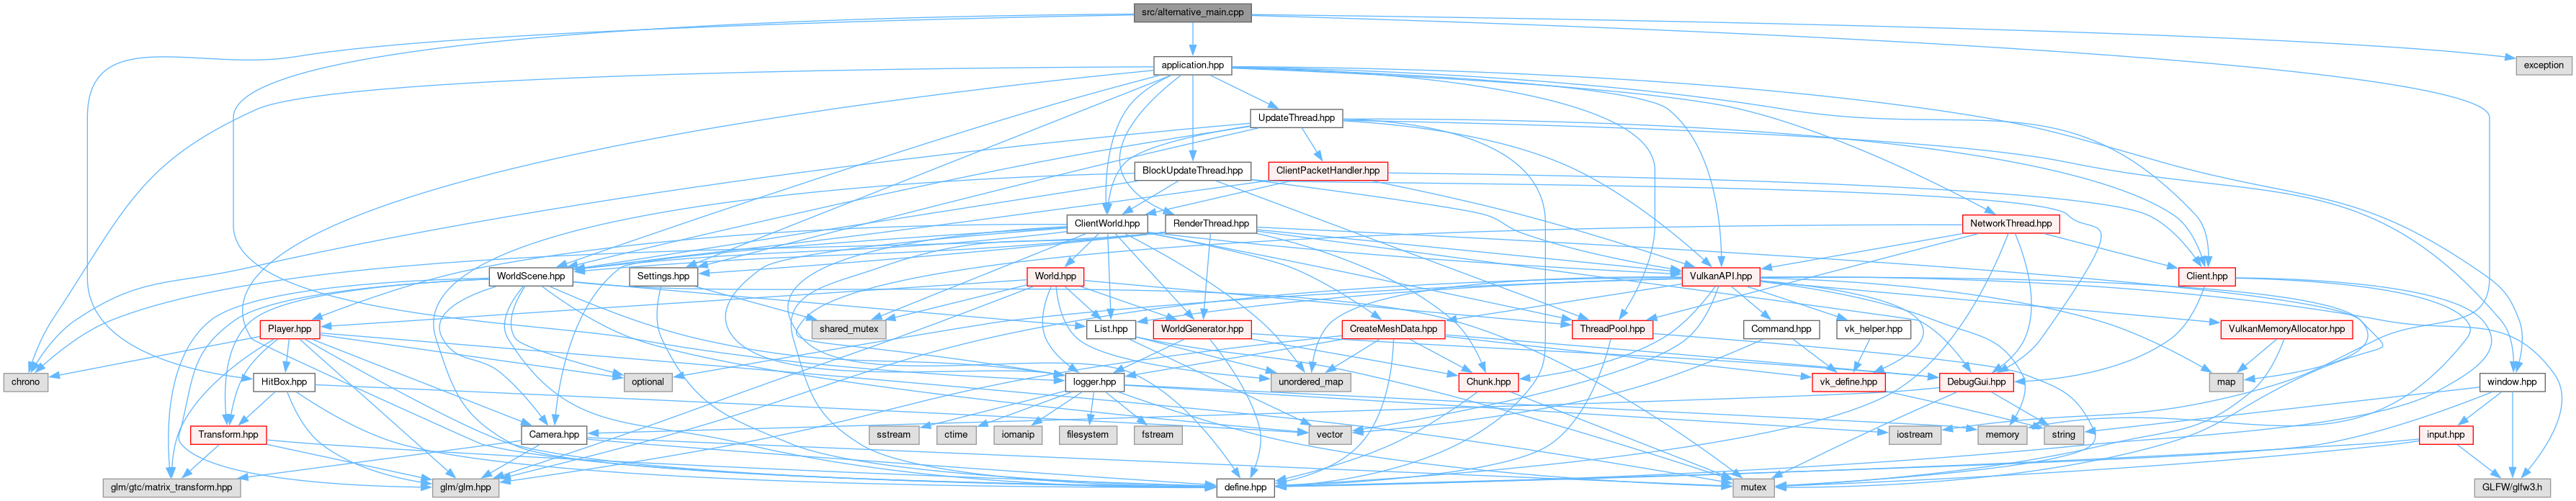 src/alternative_main.cpp
application.hpp
exception
UpdateThread.hpp
BlockUpdateThread.hpp
ClientPacketHandler.hpp
ClientWorld.hpp
RenderThread.hpp
NetworkThread.hpp
WorldScene.hpp
Settings.hpp
World.hpp
VulkanAPI.hpp
Client.hpp
Player.hpp
shared_mutex
List.hpp
WorldGenerator.hpp
CreateMeshData.hpp
ThreadPool.hpp
Command.hpp
vk_helper.hpp
VulkanMemoryAllocator.hpp
chrono
HitBox.hpp
optional
logger.hpp
unordered_map
Chunk.hpp
vk_define.hpp
DebugGui.hpp
map
window.hpp
Transform.hpp
Camera.hpp
sstream
ctime
iomanip
filesystem
fstream
vector
iostream
memory
string
input.hpp
glm/gtc/matrix_transform.hpp
glm/glm.hpp
define.hpp
mutex
GLFW/glfw3.h